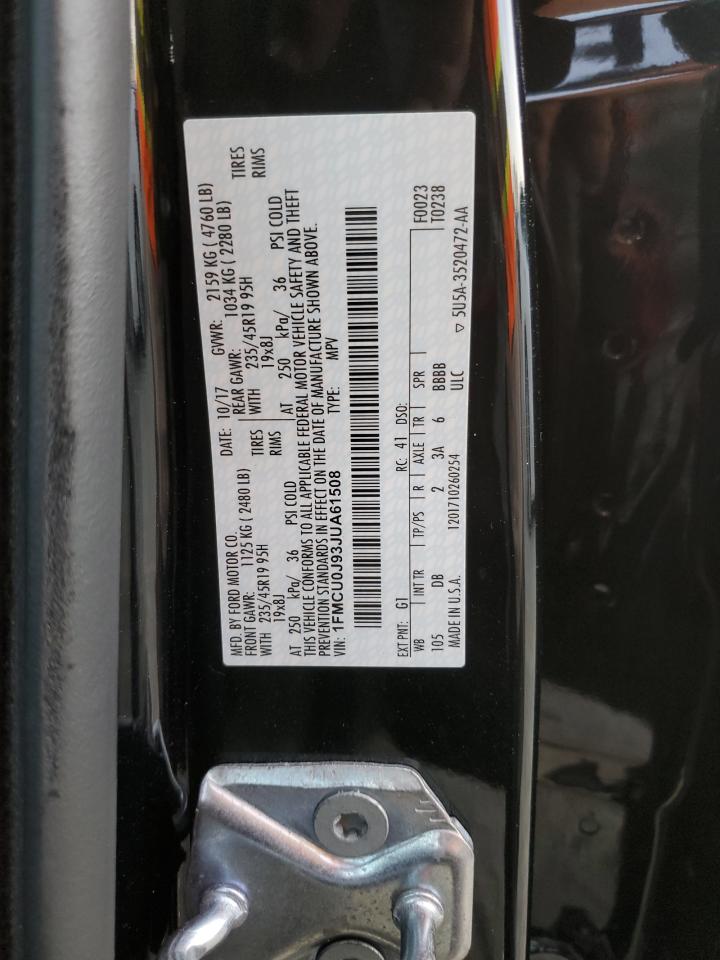 MFD. BY FORD MOTOR CO. DATE: 10/17 GVWR: 2159 KG ( 4760 LB)
FRONT GAWR: 1125 KG ( 2480 LB) REAR GAWR: 1034 KG ( 2280 LB)
WITH 235/45R19 95H TIRES WITH 235/45R19 95H TIRES
19x8J RIMS 19x8J RIMS
AT 250 kPa/ 36 PSI COLD AT 250 kPa/ 36 PSI COLD
THIS VEHICLE CONFORMS TO ALL APPLICABLE FEDERAL MOTOR VEHICLE SAFETY AND THEFT
PREVENTION STANDARDS IN EFFECT ON THE DATE OF MANUFACTURE SHOWN ABOVE.
VIN: 1FMCU0J93JUA61508 TYPE: MPV
EXT PNT: G1 RC: 41 DSO: F0023
WB INT TR TP/PS R AXLE TR SPR T0238
105 DB 2 3A 6 BBBB
MADE IN U.S.A. 1201710260254 ULC ▽ 5U5A-3520472-AA